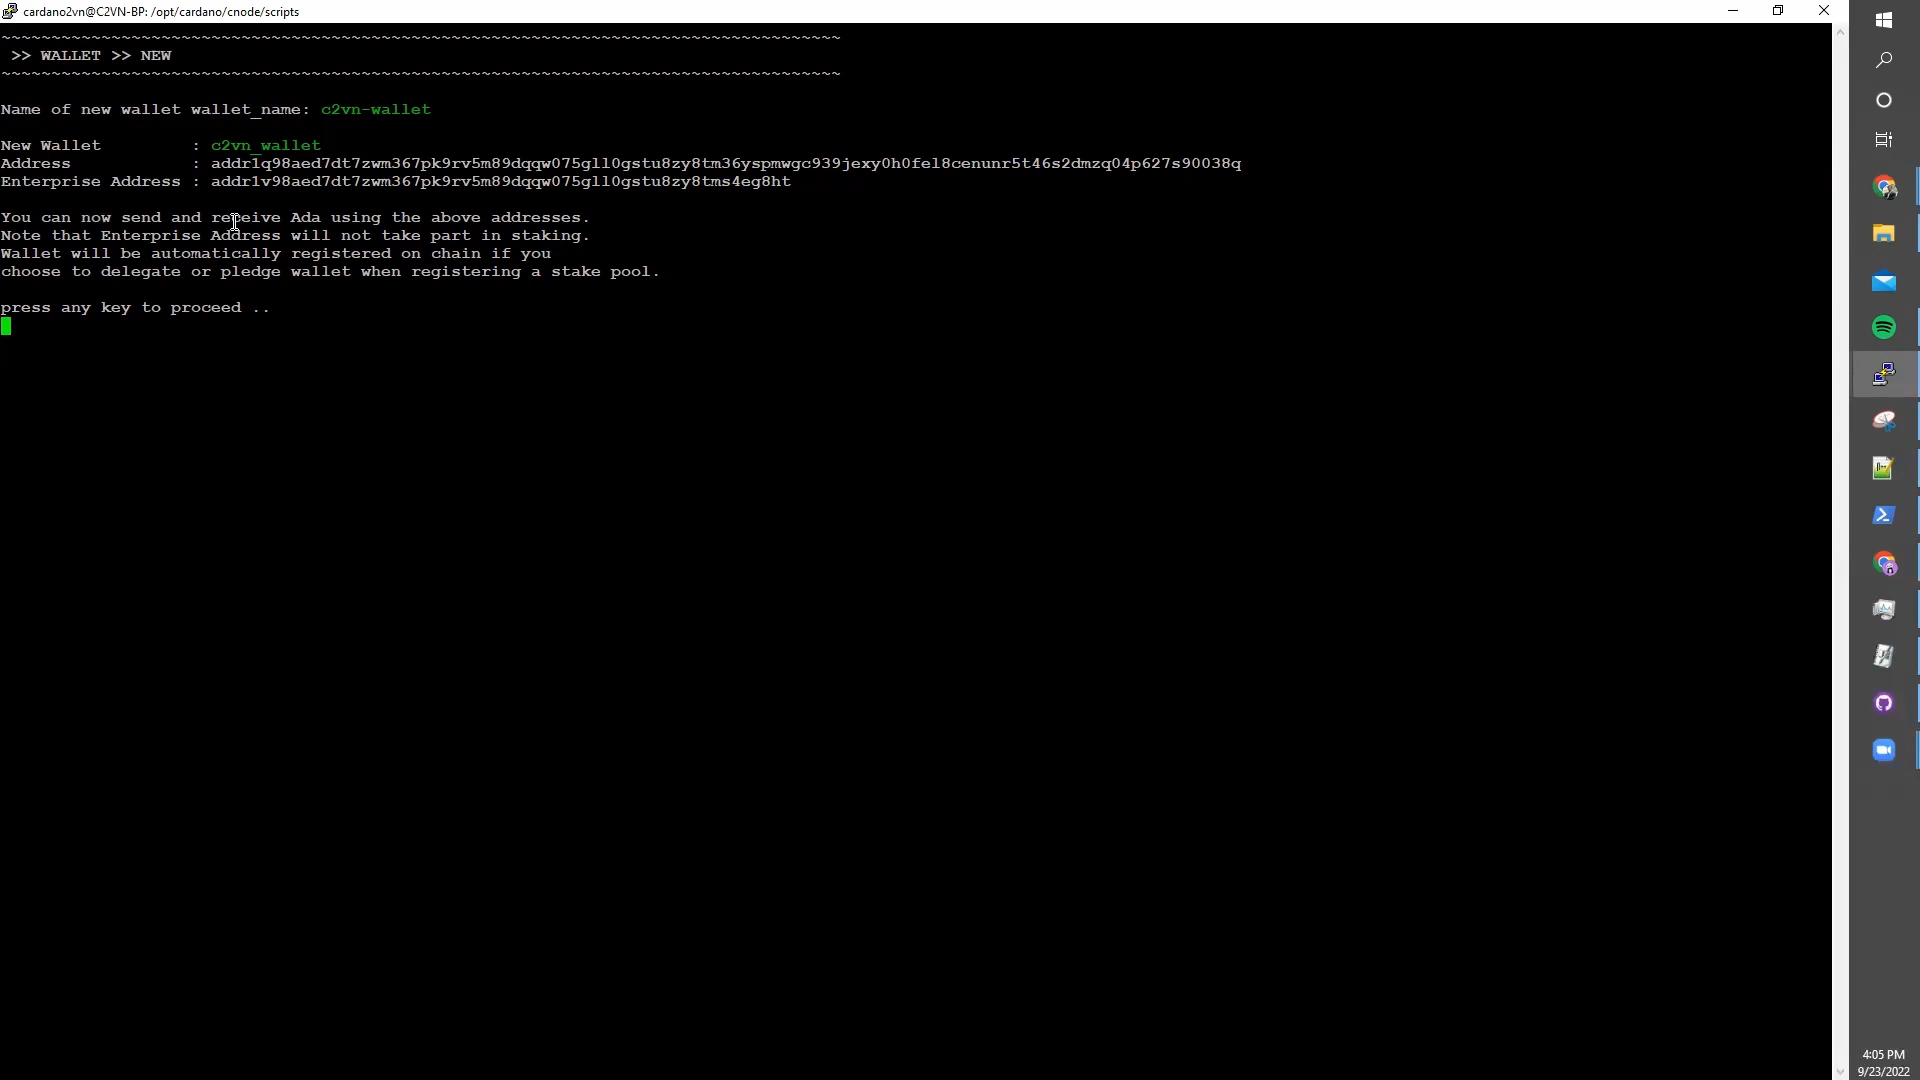 cardano2vn@C2VN-BP: /opt/cardano/cnode/scripts
~~~~~~~~~~~~~~~~~~~~~~~~~~~~~~~~~~~~~~~~~~~~~~~~~~~~~~~~~~~~~~~~~~~~~~~~~~~~~~~~~~~~
>> WALLET >> NEW
~~~~~~~~~~~~~~~~~~~~~~~~~~~~~~~~~~~~~~~~~~~~~~~~~~~~~~~~~~~~~~~~~~~~~~~~~~~~~~~~~~~~
Name of new wallet wallet_name: c2vn-wallet
New Wallet : c2vn_wallet
Address : addr1q98aed7dt7zwm367pk9rv5m89dqqw075gll0gstu8zy8tm36yspmwgc939jexy0h0fel8cenunr5t46s2dmzq04p627s90038q
Enterprise Address : addr1v98aed7dt7zwm367pk9rv5m89dqqw075gll0gstu8zy8tms4eg8ht
You can now send and receive Ada using the above addresses.
Note that Enterprise Address will not take part in staking.
Wallet will be automatically registered on chain if you
choose to delegate or pledge wallet when registering a stake pool.
press any key to proceed ..
4:05 PM
9/23/2022